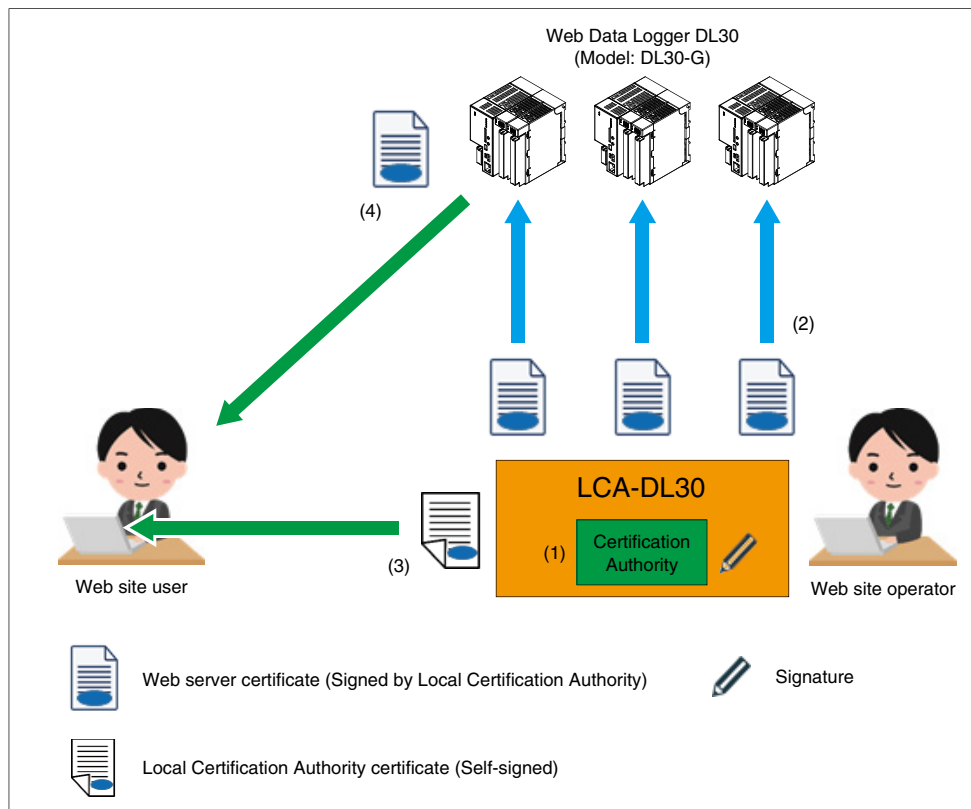 Web Data Logger DL30
(Model: DL30-G)
(4)
(2)
LCA-DL30
(1)
Certification
Authority
(3)
Web site user
Web site operator
Web server certificate (Signed by Local Certification Authority)
Signature
Local Certification Authority certificate (Self-signed)